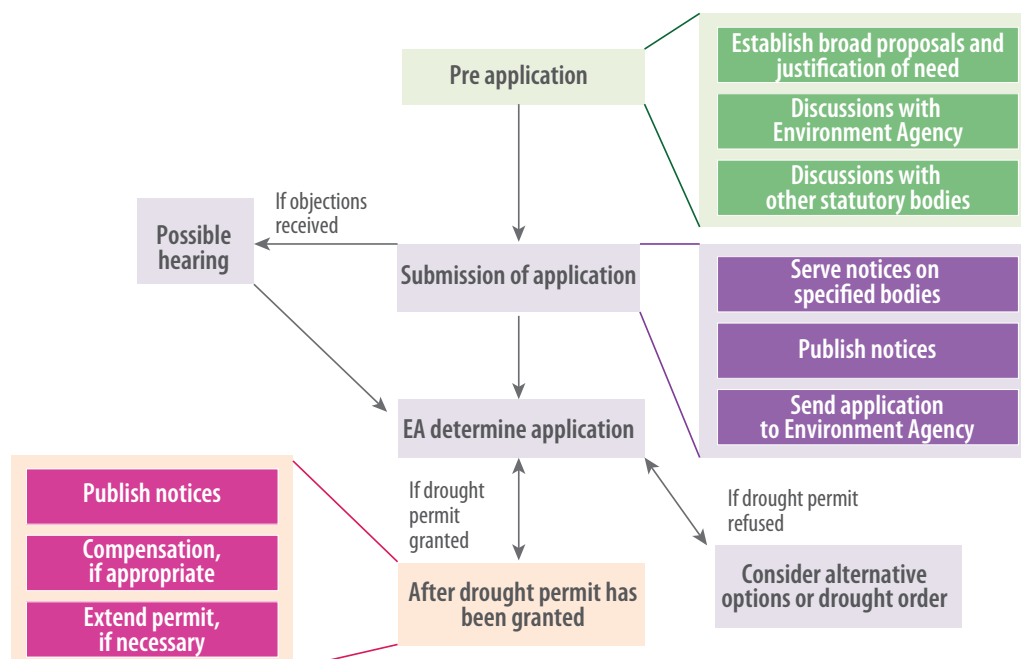 Pre application
Establish broad proposals and
justification of need
Discussions with
Environment Agency
Discussions with
other statutory bodies
If objections
received
Possible
hearing
Submission of application
Serve notices on
specified bodies
Publish notices
Send application
to Environment Agency
EA determine application
If drought
permit
granted
If drought permit
refused
Publish notices
Compensation,
if appropriate
Extend permit,
if necessary
After drought permit has
been granted
Consider alternative
options or drought order